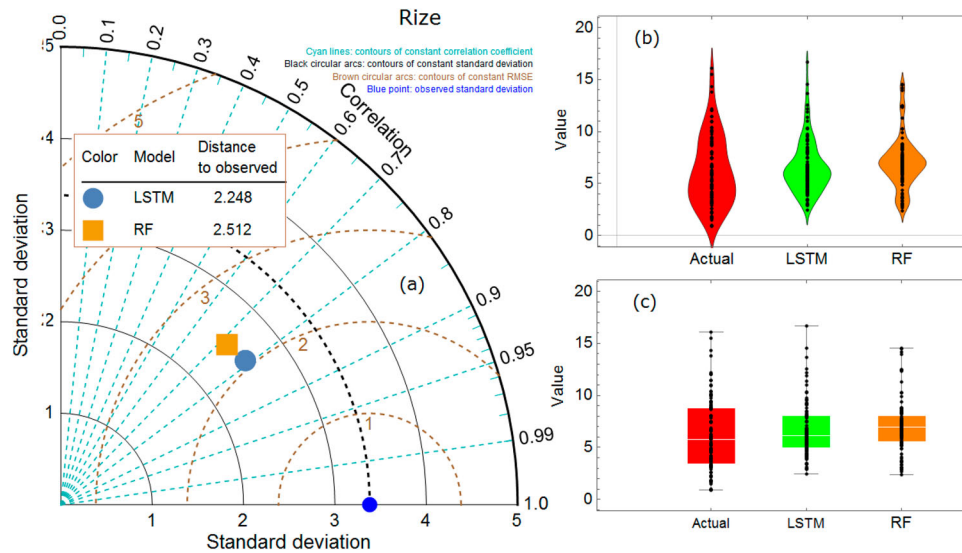 Rize
Cyan lines: contours of constant correlation coefficient
Black circular arcs: contours of constant standard deviation
Brown circular arcs: contours of constant RMSE
Blue point: observed standard deviation
0.0
0.1
0.2
0.3
0.4
0.5
0.6
0.7
0.8
0.9
0.95
0.99
1.0
Correlation
(a)
Color Model Distance to observed
LSTM 2.248
RF 2.512
5
3
2
1
Standard deviation
5
4
3
2
1
1 2 3 4 5
Standard deviation
(b)
Value
20
15
10
5
0
Actual LSTM RF
(c)
Value
20
15
10
5
0
Actual LSTM RF